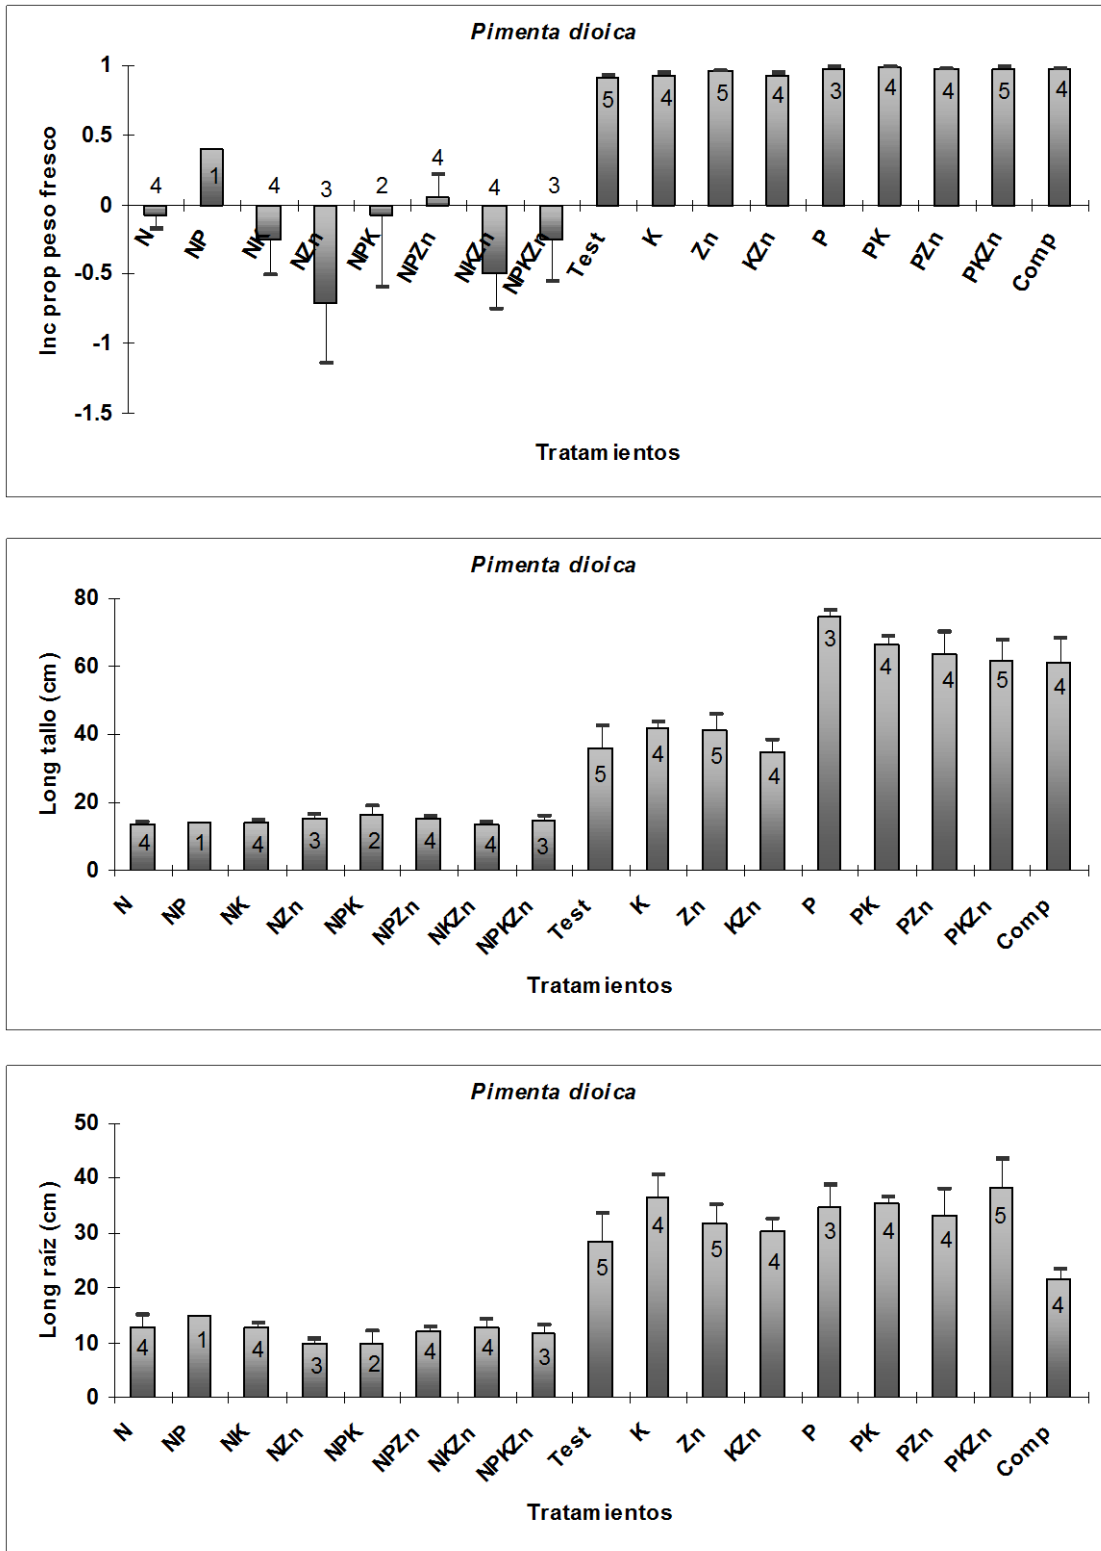 Pimenta dioica
Inc prop peso fresco
1
0.5
0
-0.5
-1
-1.5
4 1 4 3 2 4 4 3 5 4 5 4 3 4 4 5 4
N NP NK NZn NPK NPZn NKZn NPKZn Test K Zn KZn P PK PZn PKZn Comp
Tratamientos
Pimenta dioica
Long tallo (cm)
80
60
40
20
0
4 1 4 3 2 4 4 3 5 4 5 4 3 4 4 5 4
N NP NK NZn NPK NPZn NKZn NPKZn Test K Zn KZn P PK PZn PKZn Comp
Tratamientos
Pimenta dioica
Long raíz (cm)
50
40
30
20
10
0
4 1 4 3 2 4 4 3 5 4 5 4 3 4 4 5 4
N NP NK NZn NPK NPZn NKZn NPKZn Test K Zn KZn P PK PZn PKZn Comp
Tratamientos